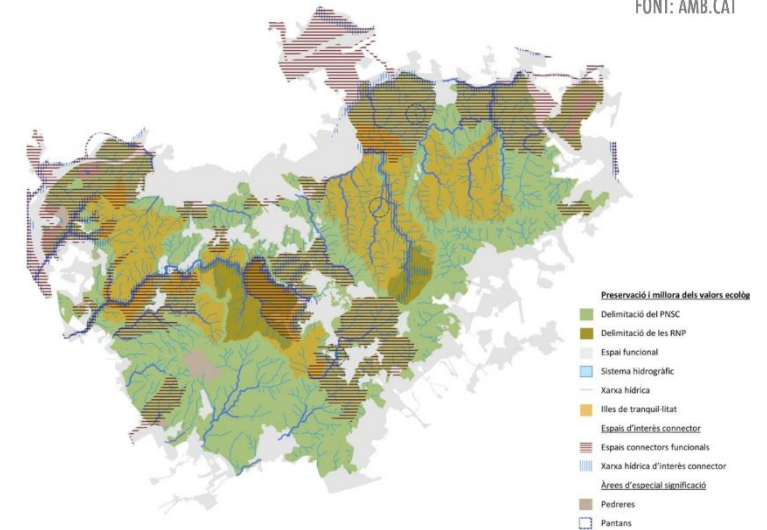 FONT: AMB.CAT
Preservació i millora dels valors ecològ
Delimitació del PNSC
Delimitació de les RNP
Espai funcional
Sistema hidrogràfic
Xarxa hídrica
Illes de tranquil·litat
Espais d'interès connector
Espais connectors funcionals
Xarxa hídrica d'interès connector
Àrees d'especial significació
Pedreres
Pantans